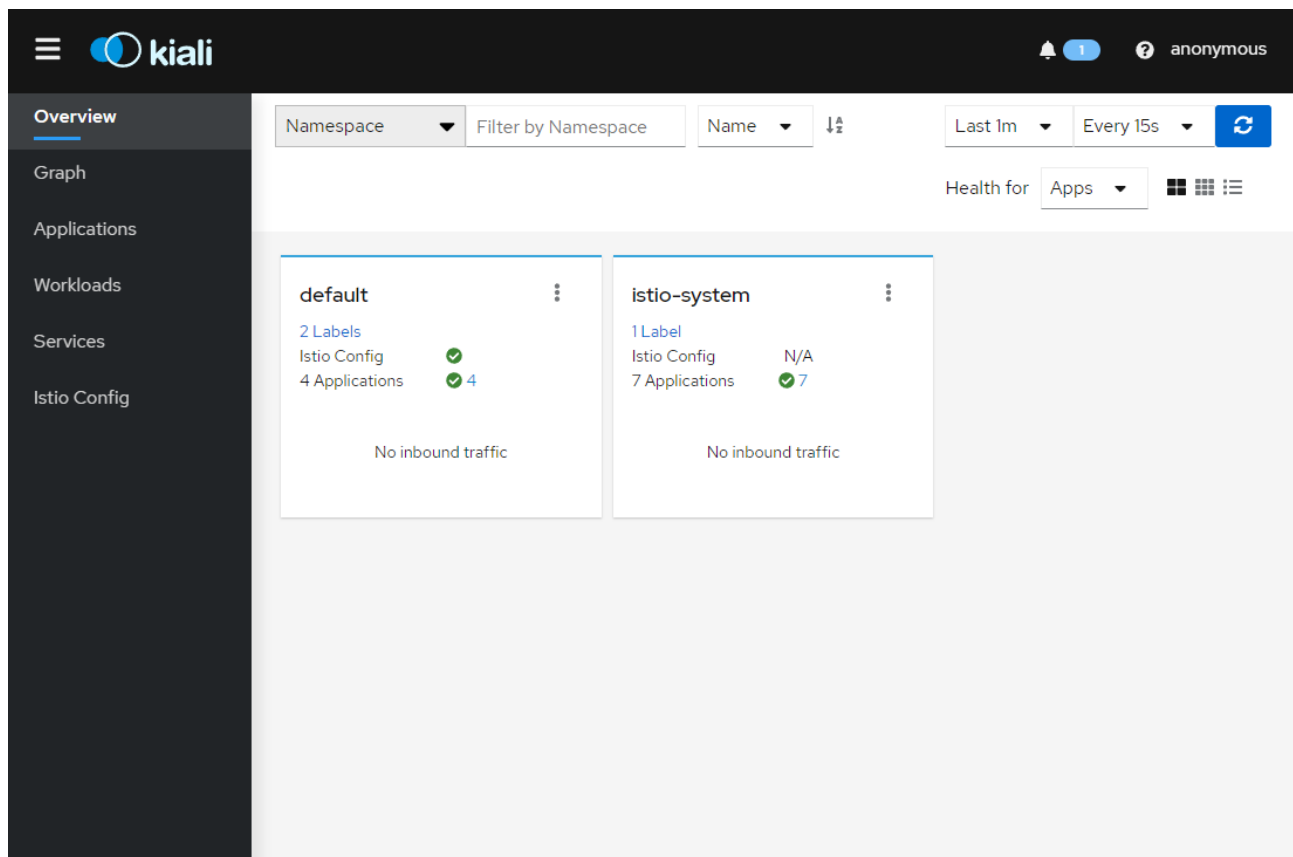 kiali
1
anonymous
Overview
Graph
Applications
Workloads
Services
Istio Config
Namespace
Filter by Namespace
Name
Last 1m
Every 15s
Health for
Apps
default
2 Labels
Istio Config
4 Applications
4
No inbound traffic
istio-system
1 Label
Istio Config N/A
7 Applications
7
No inbound traffic